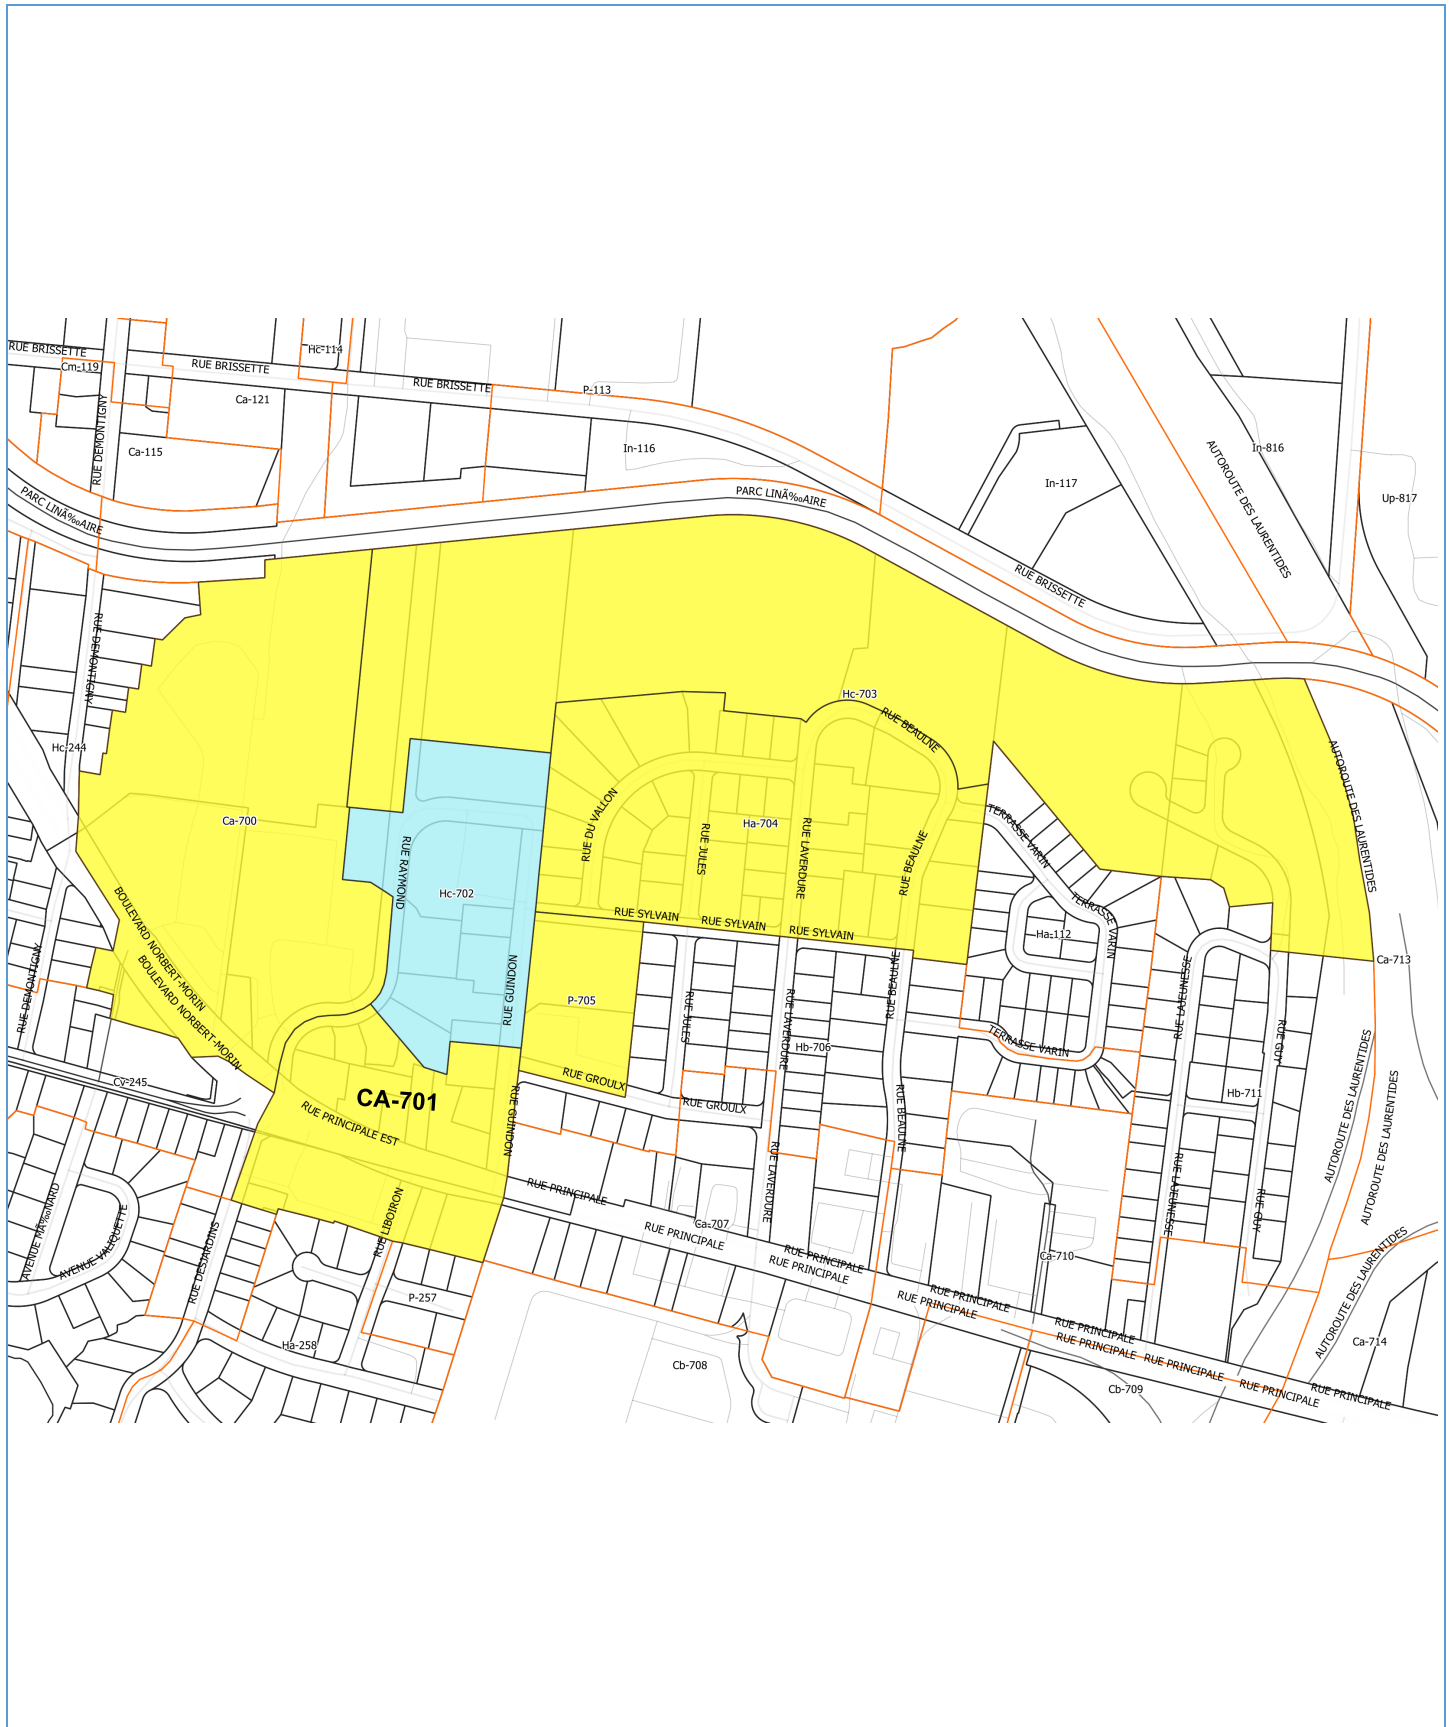 RUE BRISSETTE
Cm-119
RUE BRISSETTE
Hc-114
RUE BRISSETTE
P-113
Ca-121
RUE DEMONTIGNY
Ca-115
In-116
In-117
AUTOROUTE DES LAURENTIDES
In-816
Up-817
PARC LINÃ‰AIRE
PARC LINÃ‰AIRE
RUE BRISSETTE
RUE DEMONTIGNY
Hc-244
Hc-703
RUE BEAULNE
AUTOROUTE DES LAURENTIDES
Ca-700
RUE DU VALLON
RUE JULES
Ha-704
RUE LAVERDURE
RUE BEAULNE
TERRASSE VARIN
RUE RAYMOND
Hc-702
BOULEVARD NORBERT-MORIN
BOULEVARD NORBERT-MORIN
RUE SYLVAIN
RUE SYLVAIN
RUE SYLVAIN
TERRASSE VARIN
Ha-112
RUE DEMONTIGNY
RUE GUINDON
P-705
RUE JULES
RUE LAVERDURE
RUE BEAULNE
RUE LAJEUNESSE
Ca-713
Hb-706
TERRASSE VARIN
RUE GUY
Cv-245
CA-701
RUE PRINCIPALE EST
RUE GUINDON
RUE GROULX
RUE GROULX
RUE BEAULNE
Hb-711
AUTOROUTE DES LAURENTIDES
AUTOROUTE DES LAURENTIDES
AVENUE MÃ‰NARD
AVENUE VALIQUETTE
RUE DESJARDINS
RUE LIBOIRON
RUE PRINCIPALE
RUE LAVERDURE
Ca-707
RUE PRINCIPALE
RUE PRINCIPALE
RUE PRINCIPALE
RUE LAJEUNESSE
RUE GUY
Ca-710
P-257
Ha-258
Cb-708
RUE PRINCIPALE
RUE PRINCIPALE
RUE PRINCIPALE
RUE PRINCIPALE
RUE PRINCIPALE
RUE PRINCIPALE
RUE PRINCIPALE
Cb-709
AUTOROUTE DES LAURENTIDES
Ca-714